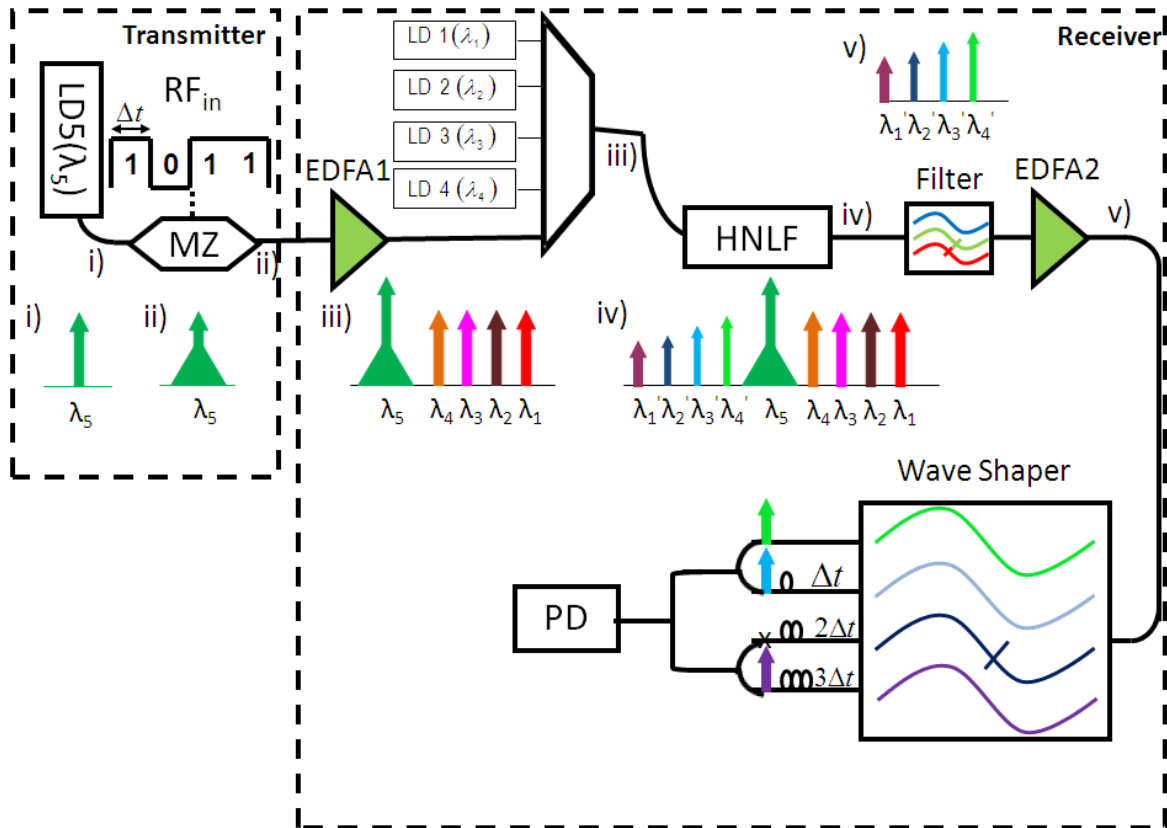 Transmitter
LD5(λ₅)
RF_in
Δt
1 0 1 1
MZ
i)
ii)
i)
ii)
λ₅
λ₅
Receiver
EDFA1
LD 1 (λ₁)
LD 2 (λ₂)
LD 3 (λ₃)
LD 4 (λ₄)
iii)
HNLF
iv)
Filter
EDFA2
v)
v)
λ₁' λ₂' λ₃' λ₄'
iii)
λ₅ λ₄ λ₃ λ₂ λ₁
iv)
λ₁' λ₂' λ₃' λ₄' λ₅ λ₄ λ₃ λ₂ λ₁
Wave Shaper
Δt
x 2Δt
3Δt
PD